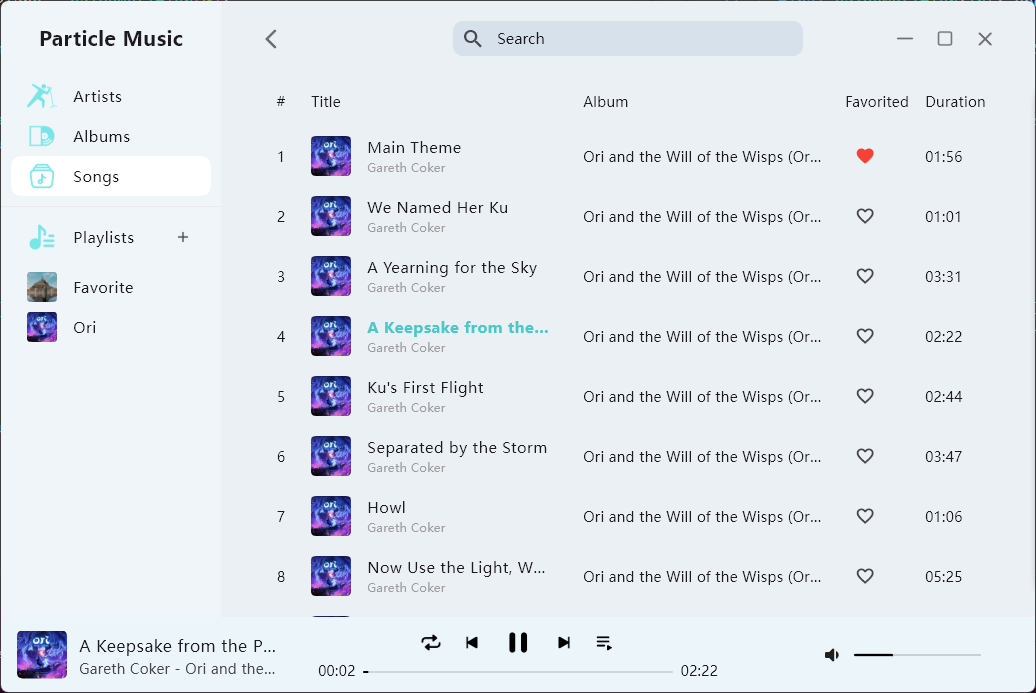 Particle Music
Search
Artists
Albums
Songs
Playlists +
Favorite
Ori
# Title Album Favorited Duration
1 Main Theme Ori and the Will of the Wisps (Or... 01:56
Gareth Coker
2 We Named Her Ku Ori and the Will of the Wisps (Or... 01:01
Gareth Coker
3 A Yearning for the Sky Ori and the Will of the Wisps (Or... 03:31
Gareth Coker
4 A Keepsake from the... Ori and the Will of the Wisps (Or... 02:22
Gareth Coker
5 Ku's First Flight Ori and the Will of the Wisps (Or... 02:44
Gareth Coker
6 Separated by the Storm Ori and the Will of the Wisps (Or... 03:47
Gareth Coker
7 Howl Ori and the Will of the Wisps (Or... 01:06
Gareth Coker
8 Now Use the Light, W... Ori and the Will of the Wisps (Or... 05:25
Gareth Coker
A Keepsake from the P...
Gareth Coker - Ori and the...
00:02 02:22